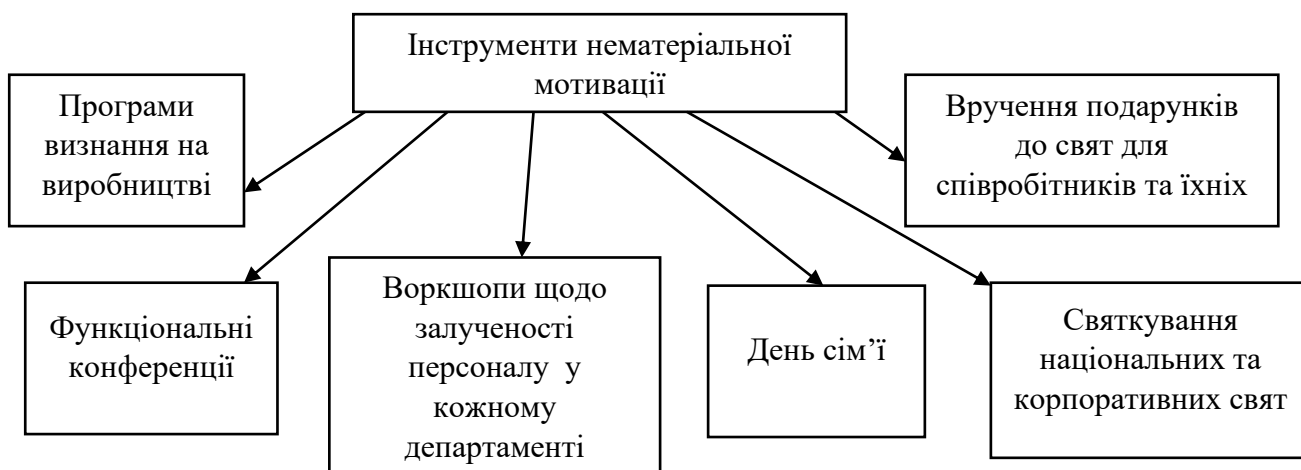 Інструменти нематеріальної
мотивації
Програми
визнання на
виробництві
Вручення подарунків
до свят для
співробітників та їхніх
Функціональні
конференції
Воркшопи щодо
залученості
персоналу у
кожному
департаменті
День сім’ї
Святкування
національних та
корпоративних свят